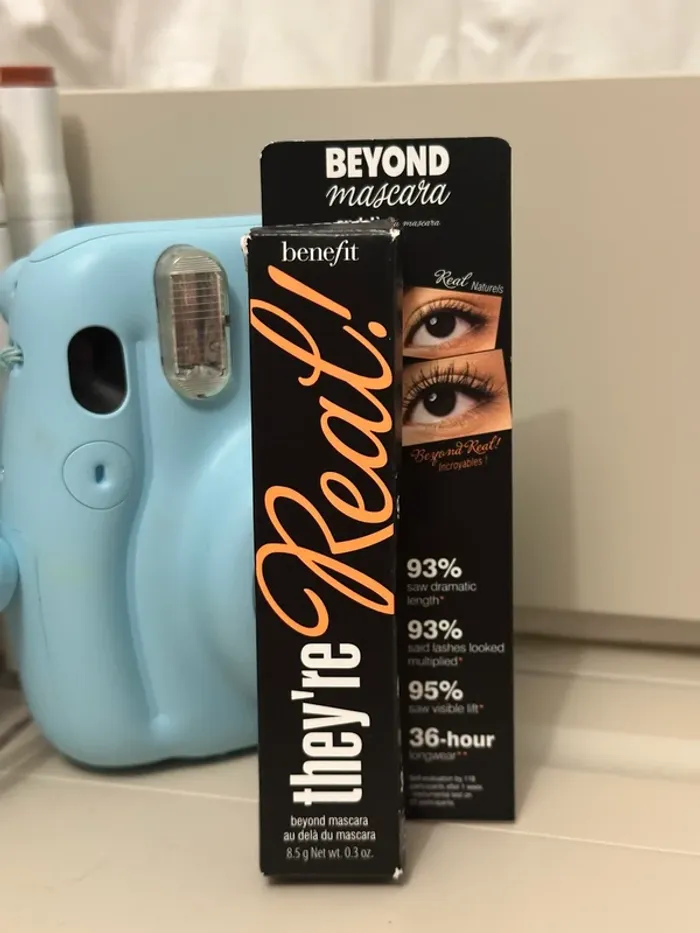 BEYOND
mascara
mascara
benefit
they're Real!
beyond mascara
au delà du mascara
8.5 g Net wt. 0.3 oz.
Real Naturels
Beyond Real!
Incroyables !
93%
saw dramatic
length*
93%
said lashes looked
multiplied*
95%
saw visible lift*
36-hour
longwear**